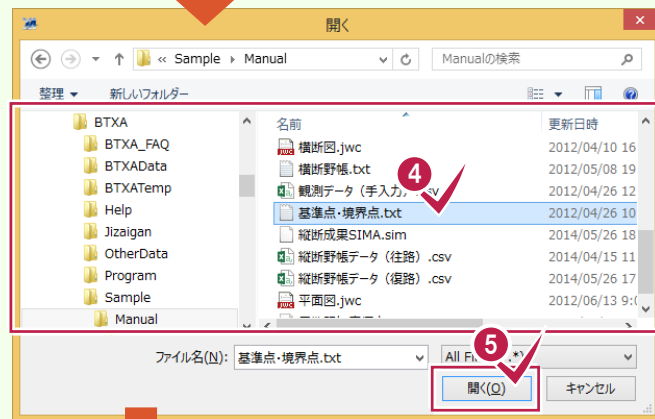 開く
« Sample ▸ Manual
Manualの検索
整理 ▼ 新しいフォルダー
BTXA
BTXA_FAQ
BTXAData
BTXATemp
Help
Jizaigan
OtherData
Program
Sample
Manual
名前 更新日時
横断図.jwc 2012/04/10 16
横断野帳.txt 2012/05/08 19
観測データ（手入力 2012/04/26 12
基準点・境界点.txt 2012/04/26 10
縦断成果SIMA.sim 2014/05/26 18
縦断野帳データ（往路）.csv 2014/04/15 11
縦断野帳データ（復路）.csv 2014/05/26 17
平面図.jwc 2012/06/13 9:
4
5
ファイル名(N): 基準点・境界点.txt
All
開く(O) キャンセル